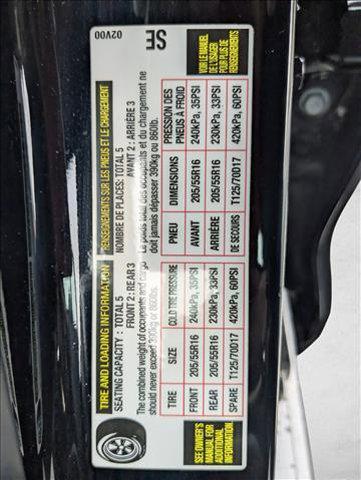 TIRE AND LOADING INFORMATION
SEATING CAPACITY : TOTAL 5
FRONT 2 : REAR 3
The combined weight of occupants and cargo
should never exceed 390kg or 860lb.
TIRE SIZE COLD TIRE PRESSURE
FRONT 205/55R16 240kPa, 35PSI
REAR 205/55R16 230kPa, 33PSI
SPARE T125/70D17 420kPa, 60PSI
SEE OWNER'S
MANUAL FOR
ADDITIONAL
INFORMATION
RENSEIGNEMENTS SUR LES PNEUS ET LE CHARGEMENT
NOMBRE DE PLACES: TOTAL 5
AVANT 2 : ARRIÈRE 3
Le poids total des occupants et du chargement ne
doit jamais dépasser 390kg ou 860lb.
PNEU DIMENSIONS PRESSION DES
PNEUS À FROID
AVANT 205/55R16 240kPa, 35PSI
ARRIÈRE 205/55R16 230kPa, 33PSI
DE SECOURS T125/70D17 420kPa, 60PSI
VOIR LE MANUEL
DE L'USAGER
POUR PLUS DE
RENSEIGNEMENTS
02V00
SE